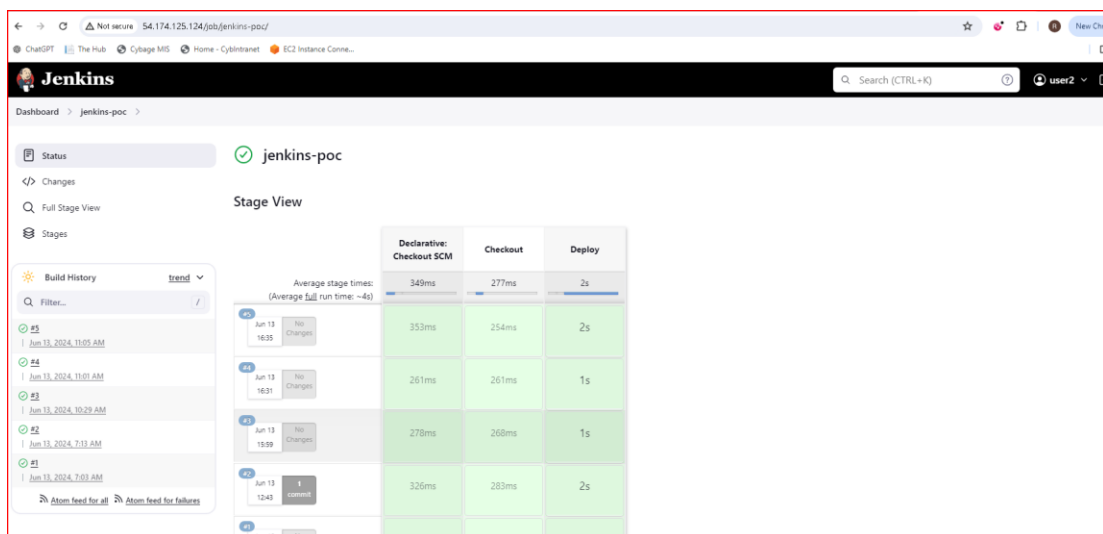 Not secure 54.174.125.124/job/jenkins-poc/
R New Ch
ChatGPT The Hub Cybage MIS Home - CybIntranet EC2 Instance Conne...
Jenkins
Search (CTRL+K) ? user2
Dashboard > jenkins-poc >
Status
Changes
Full Stage View
Stages
Build History trend
Filter... /
#5
Jun 13, 2024, 11:05 AM
#4
Jun 13, 2024, 11:01 AM
#3
Jun 13, 2024, 10:29 AM
#2
Jun 13, 2024, 7:13 AM
#1
Jun 13, 2024, 7:03 AM
Atom feed for all Atom feed for failures
jenkins-poc
Stage View
Declarative: Checkout SCM
Checkout
Deploy
Average stage times: 349ms 277ms 2s
(Average full run time: ~4s)
#5
Jun 13 No
16:35 Changes
353ms 254ms 2s
#4
Jun 13 No
16:31 Changes
261ms 261ms 1s
#3
Jun 13 No
15:59 Changes
278ms 268ms 1s
#2
Jun 13 1
12:43 commit
326ms 283ms 2s
#1